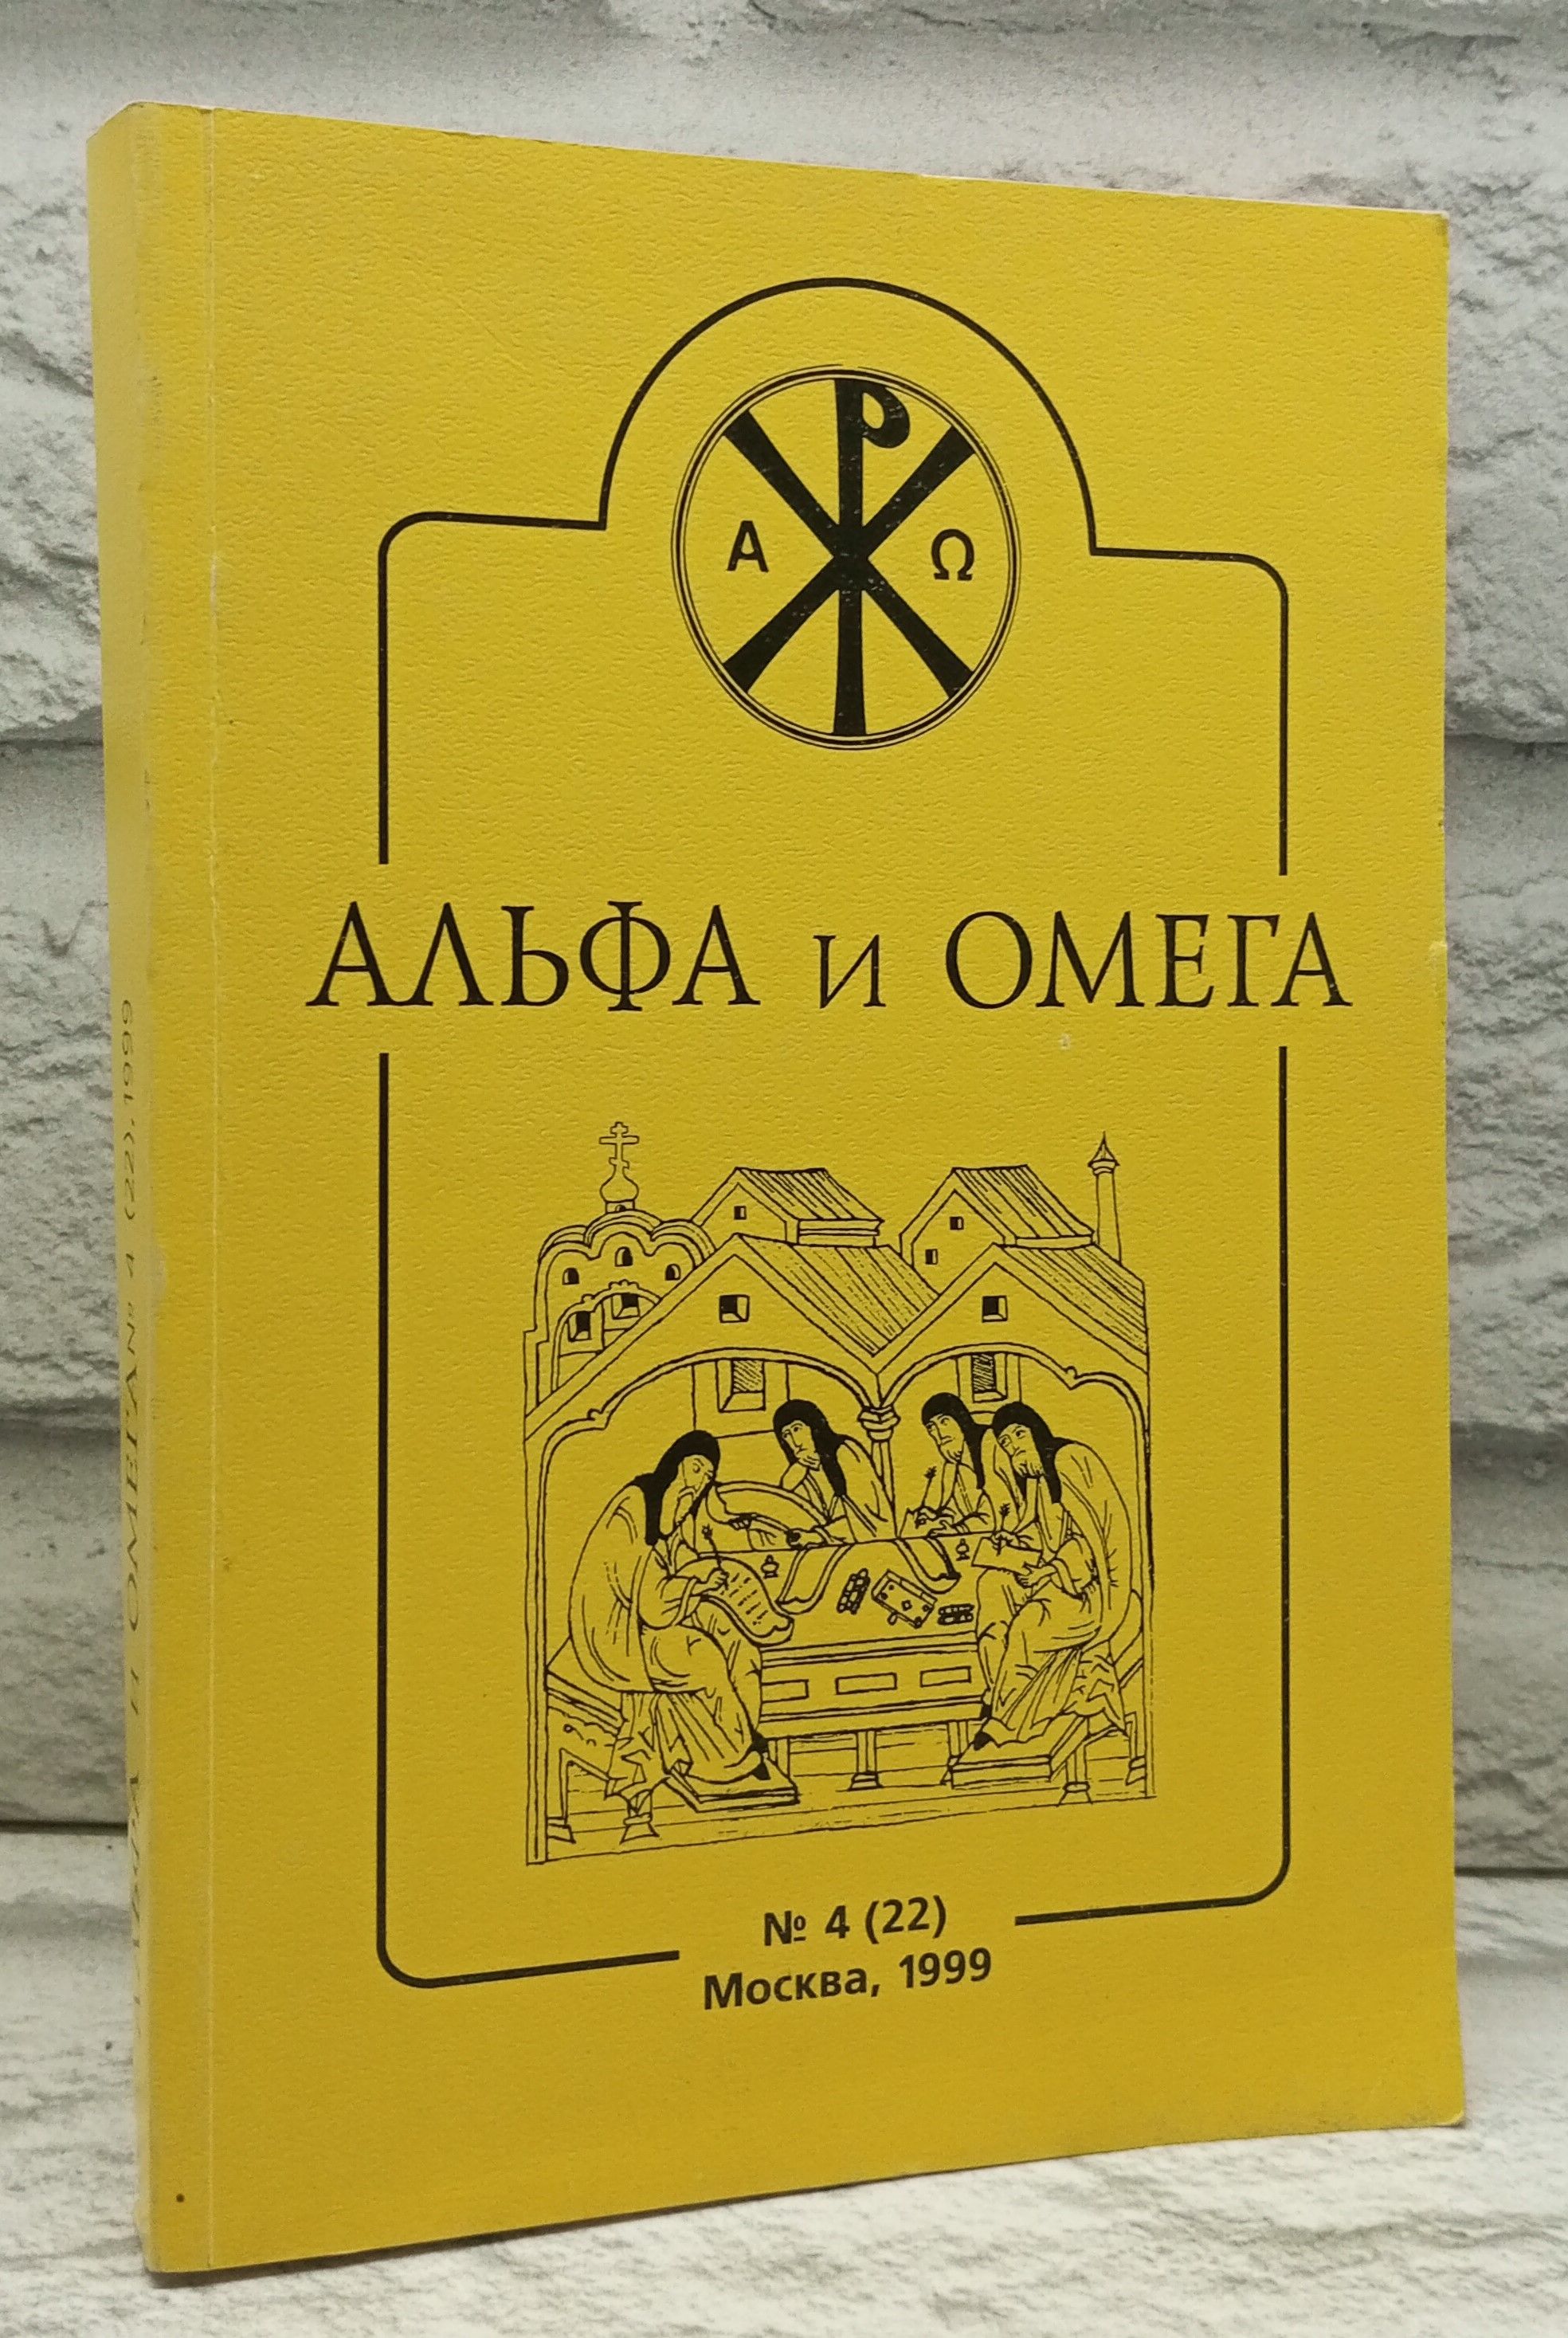 Α Ω
АЛЬФА и ОМЕГА
№ 4 (22)
Москва, 1999
АЛЬФА И ОМЕГА № 4 (22).1999